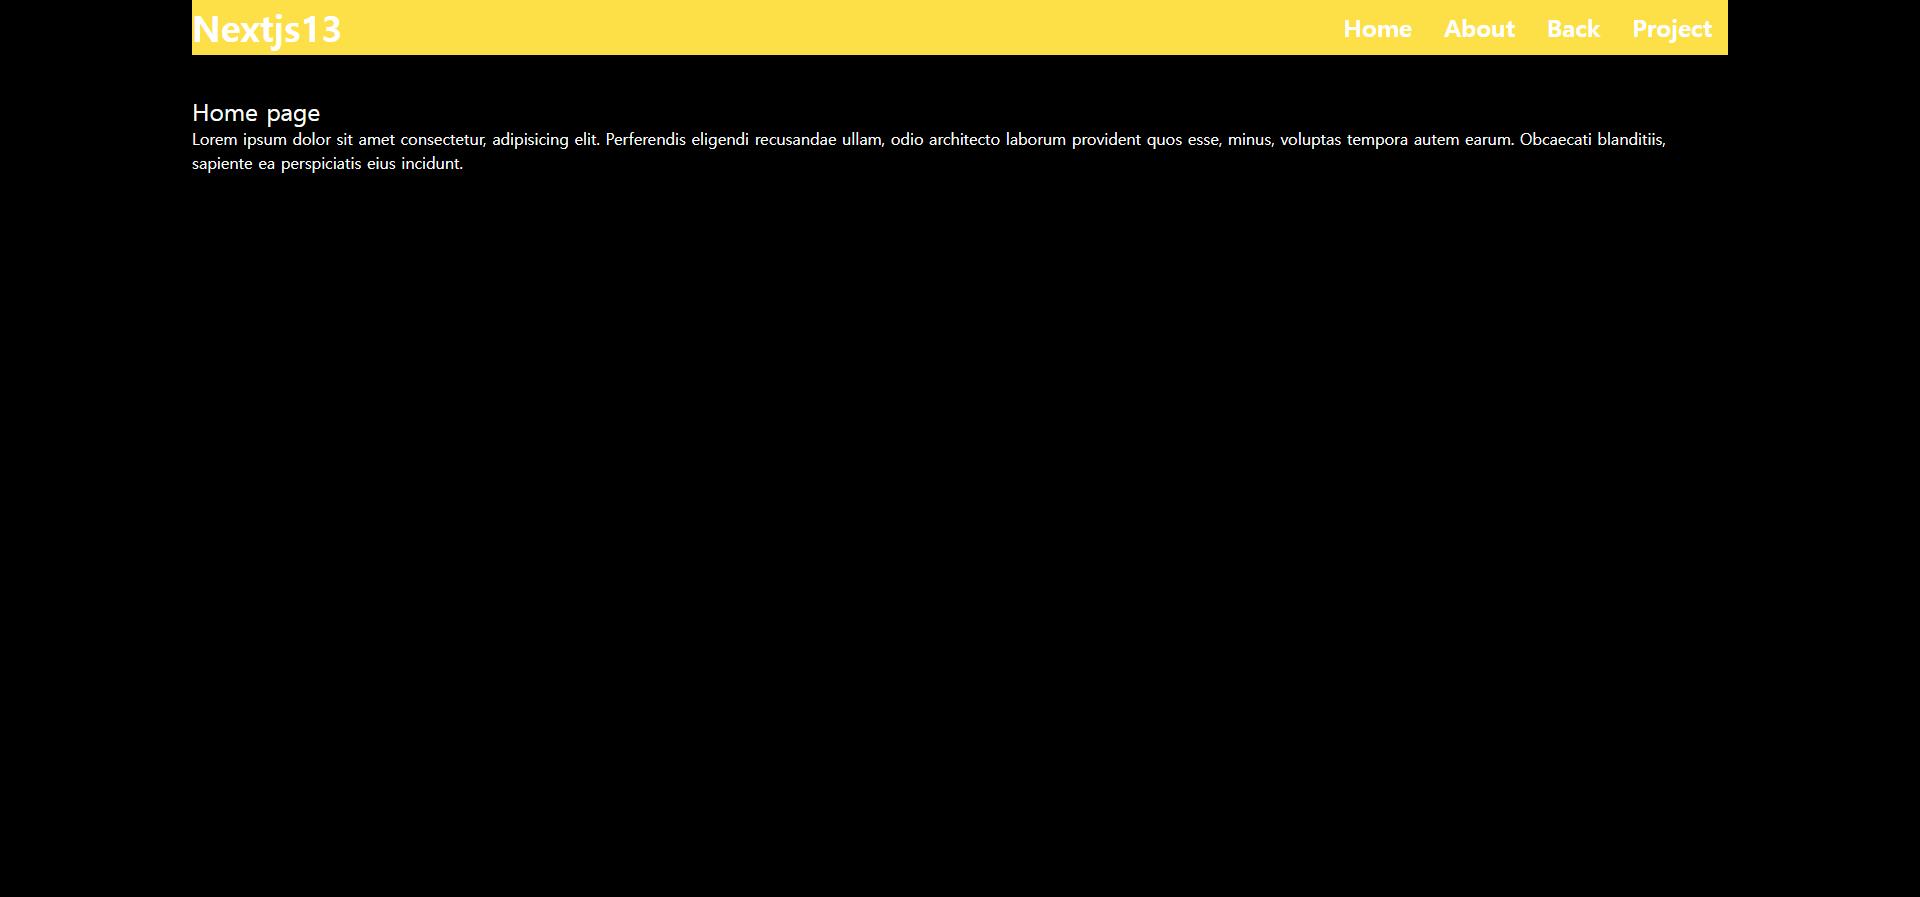 Nextjs13
Home About Back Project
Home page
Lorem ipsum dolor sit amet consectetur, adipisicing elit. Perferendis eligendi recusandae ullam, odio architecto laborum provident quos esse, minus, voluptas tempora autem earum. Obcaecati blanditiis,
sapiente ea perspiciatis eius incidunt.